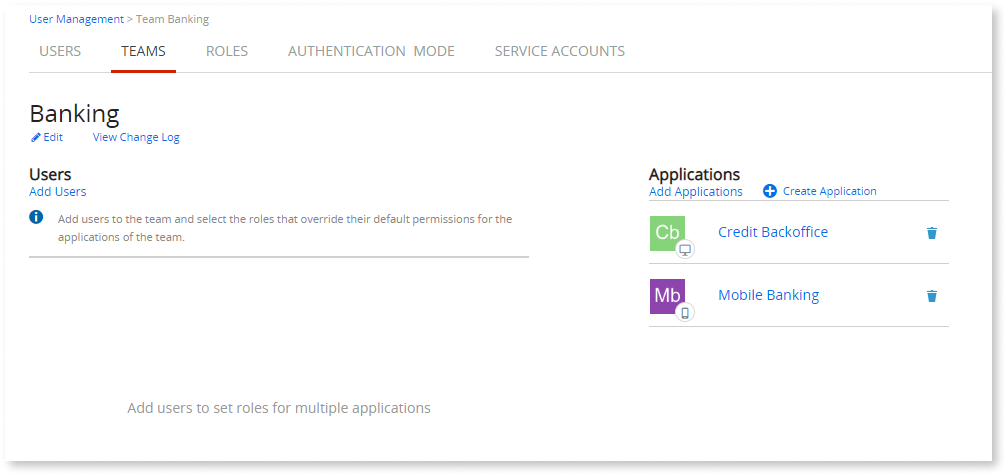 User Management > Team Banking
USERS TEAMS ROLES AUTHENTICATION MODE SERVICE ACCOUNTS
Banking
Edit View Change Log
Users
Add Users
Add users to the team and select the roles that override their default permissions for the
applications of the team.
Add users to set roles for multiple applications
Applications
Add Applications Create Application
Cb Credit Backoffice
Mb Mobile Banking